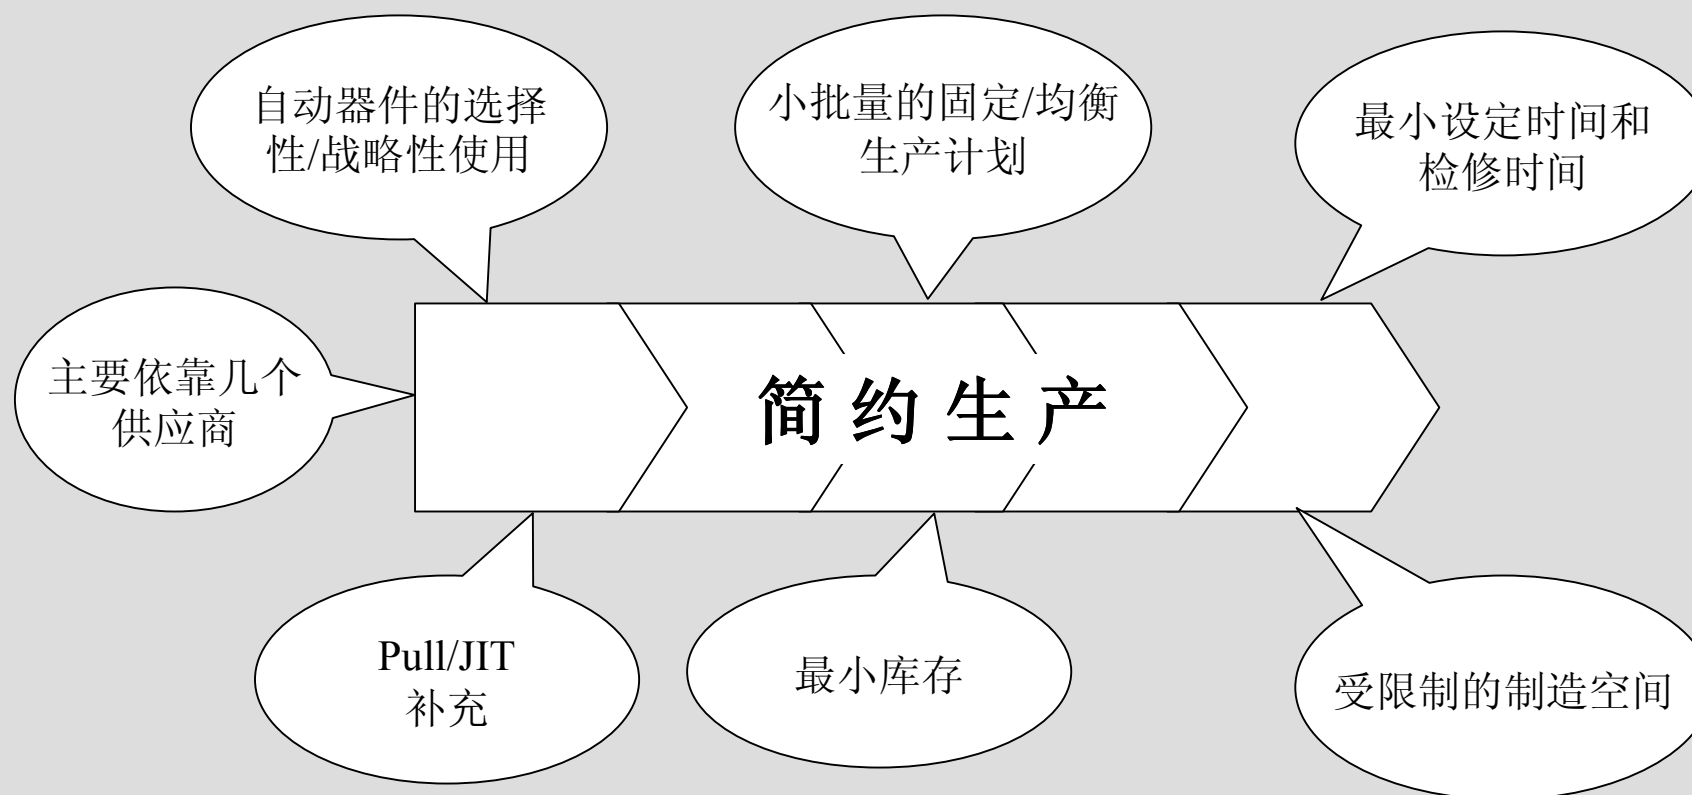 自动器件的选择
性/战略性使用
小批量的固定/均衡
生产计划
最小设定时间和
检修时间
主要依靠几个
供应商
简约生产
Pull/JIT
补充
最小库存
受限制的制造空间